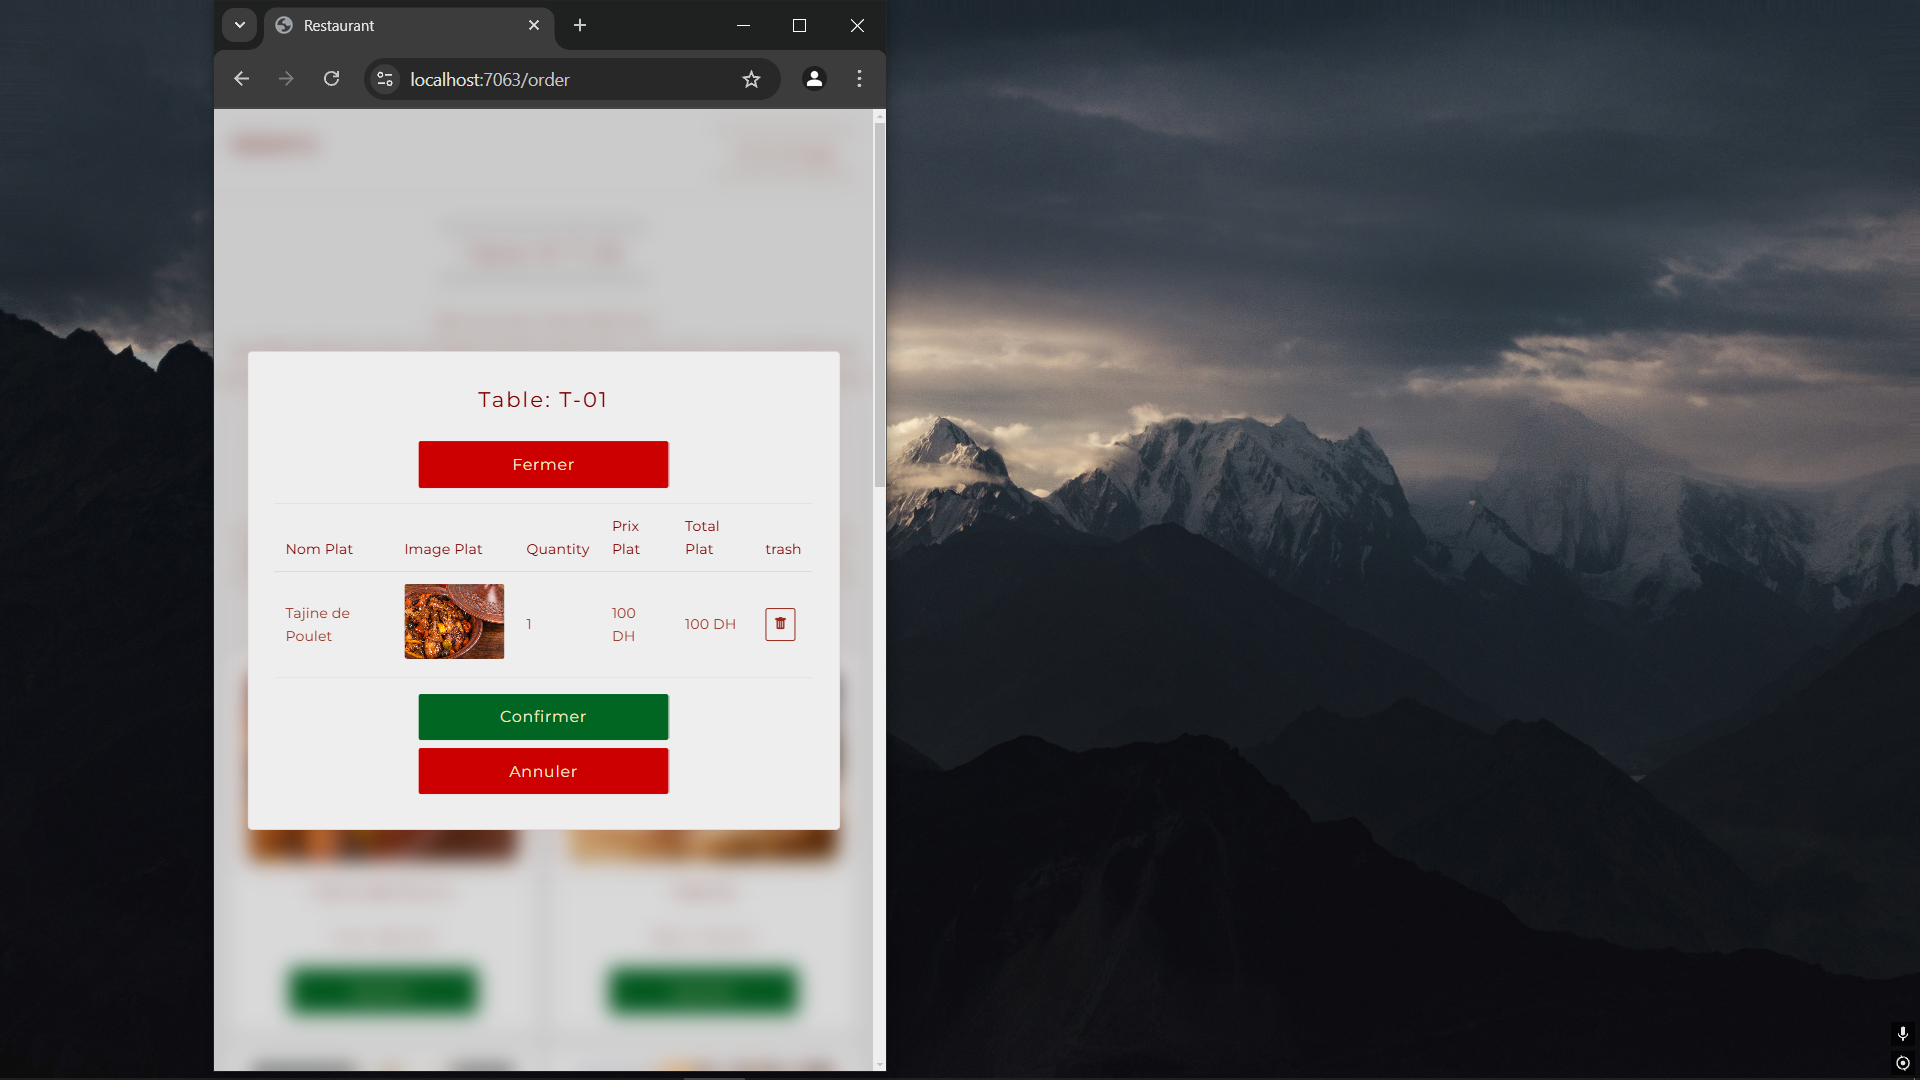 Restaurant
localhost:7063/order
Table: T-01
Fermer
Nom Plat Image Plat Quantity Prix Plat Total Plat trash
Tajine de Poulet 1 100 DH 100 DH
Confirmer
Annuler